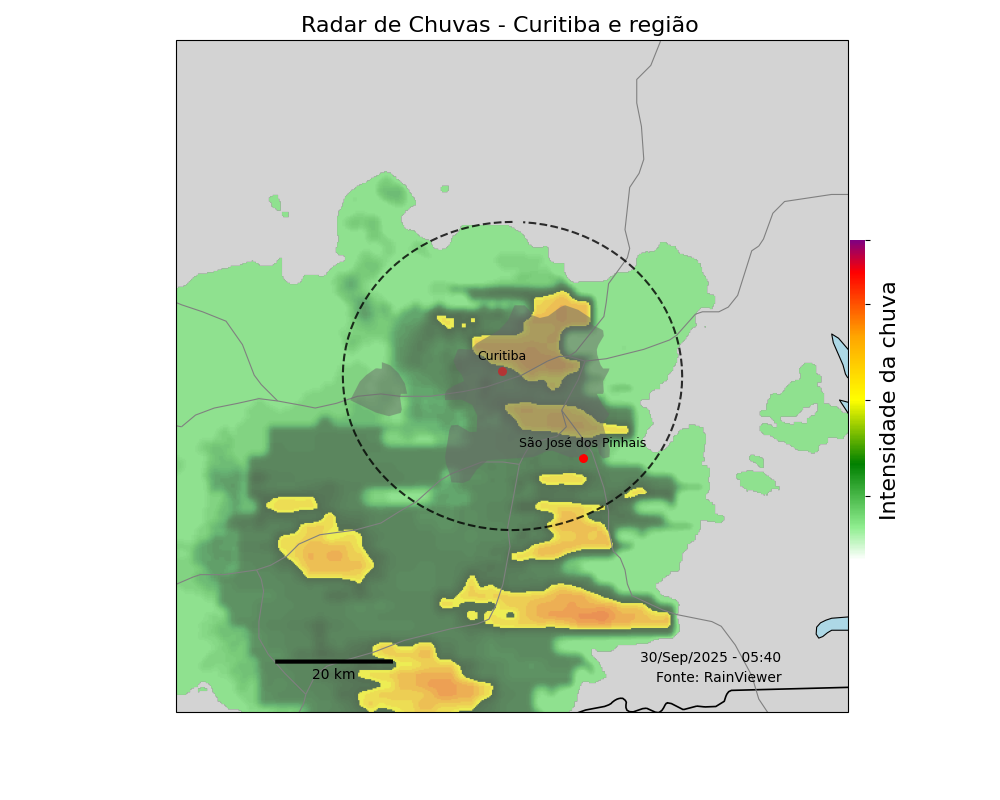 Radar de Chuvas - Curitiba e região
Curitiba
São José dos Pinhais
Intensidade da chuva
30/Sep/2025 - 05:40
Fonte: RainViewer
20 km